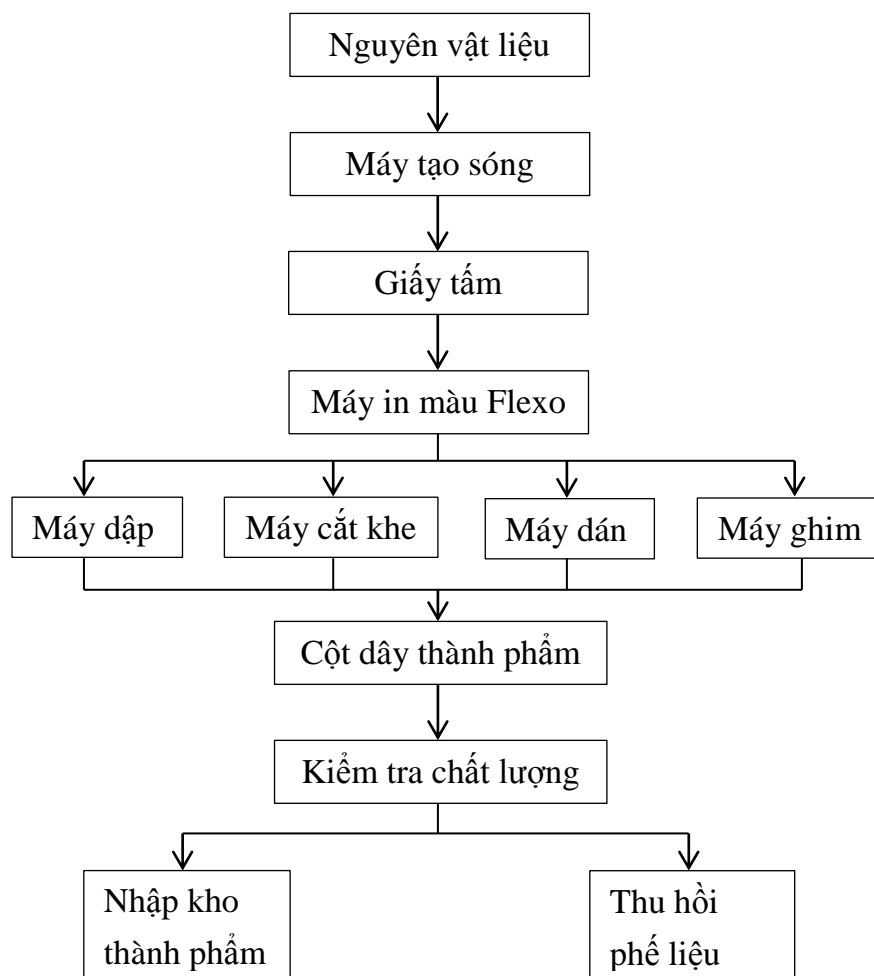 Nguyên vật liệu
Máy tạo sóng
Giấy tấm
Máy in màu Flexo
Máy dập
Máy cắt khe
Máy dán
Máy ghim
Cột dây thành phẩm
Kiểm tra chất lượng
Nhập kho
thành phẩm
Thu hồi
phế liệu